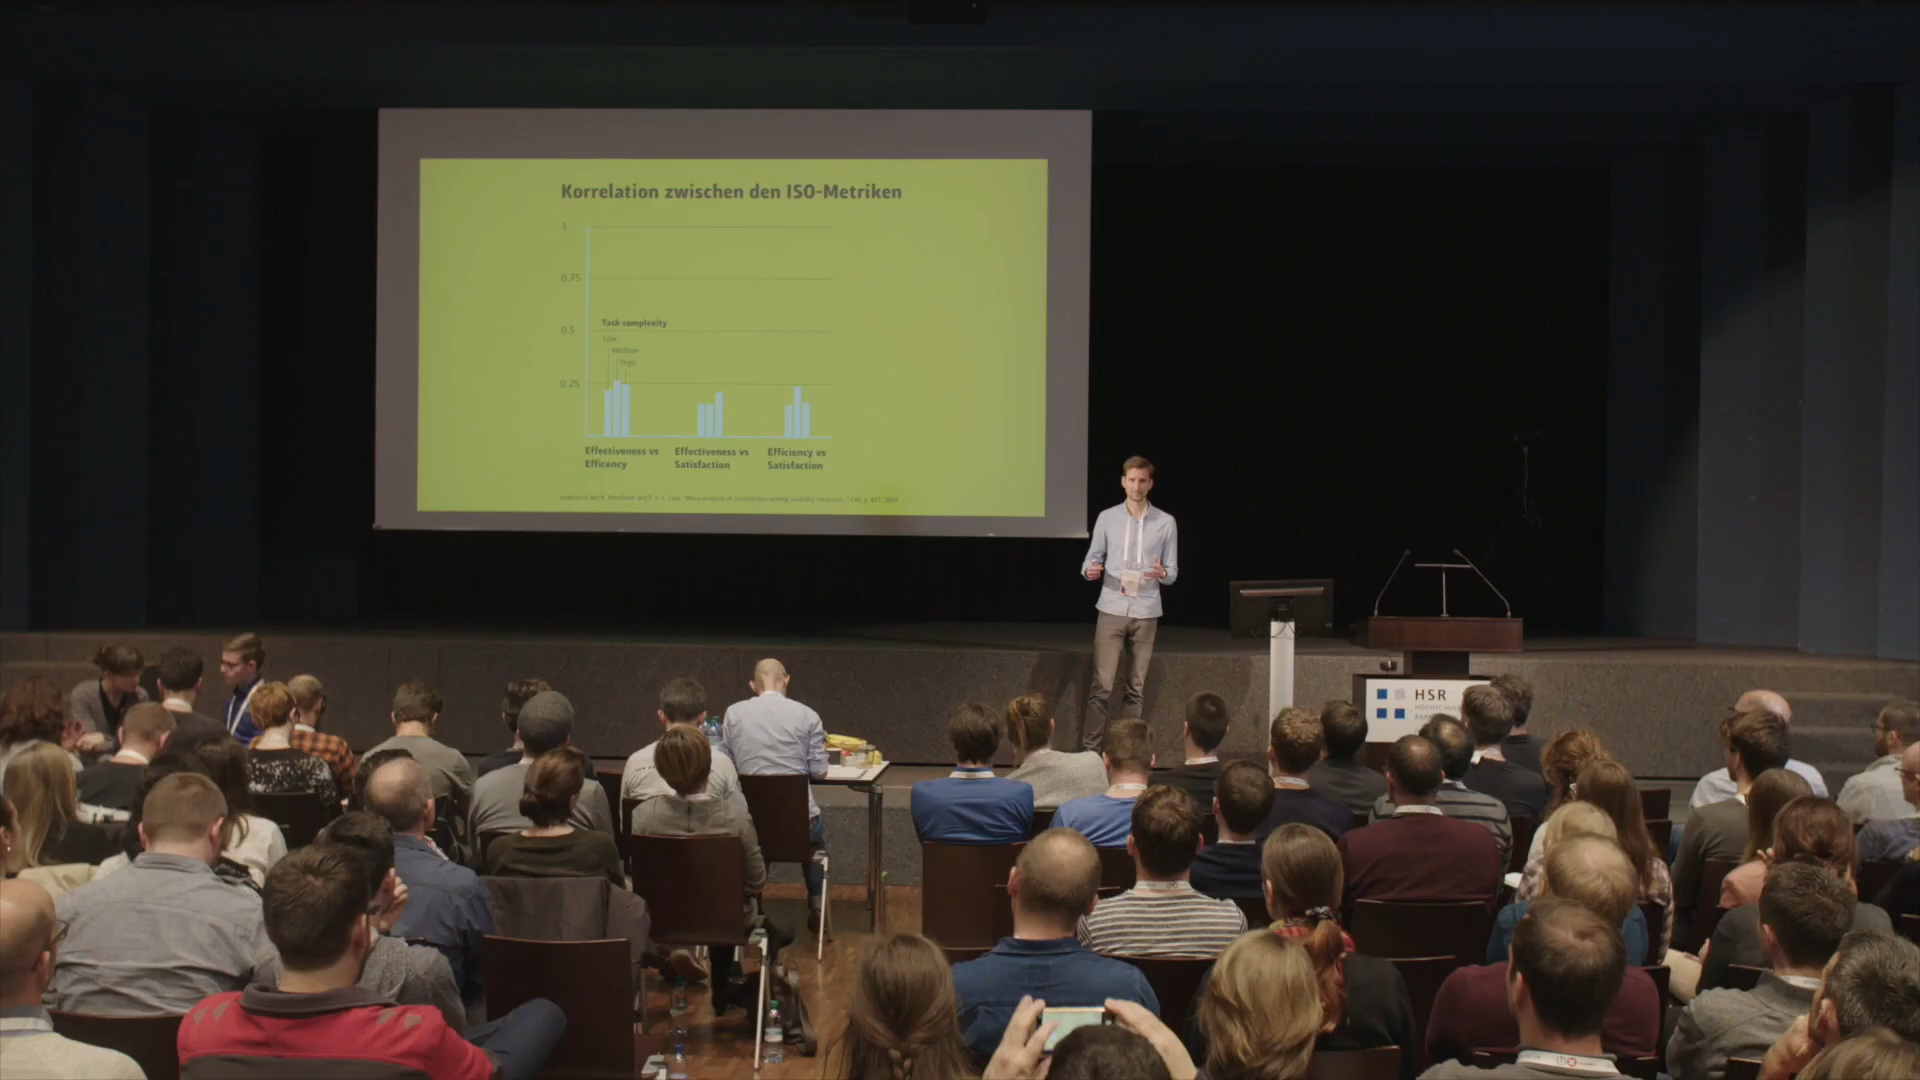 Korrelation zwischen den ISO-Metriken
1
0.75
0.5
0.25
Task complexity
Low
Medium
High
Effectiveness vs
Efficency
Effectiveness vs
Satisfaction
Efficiency vs
Satisfaction
HSR
HOCHSCHULE